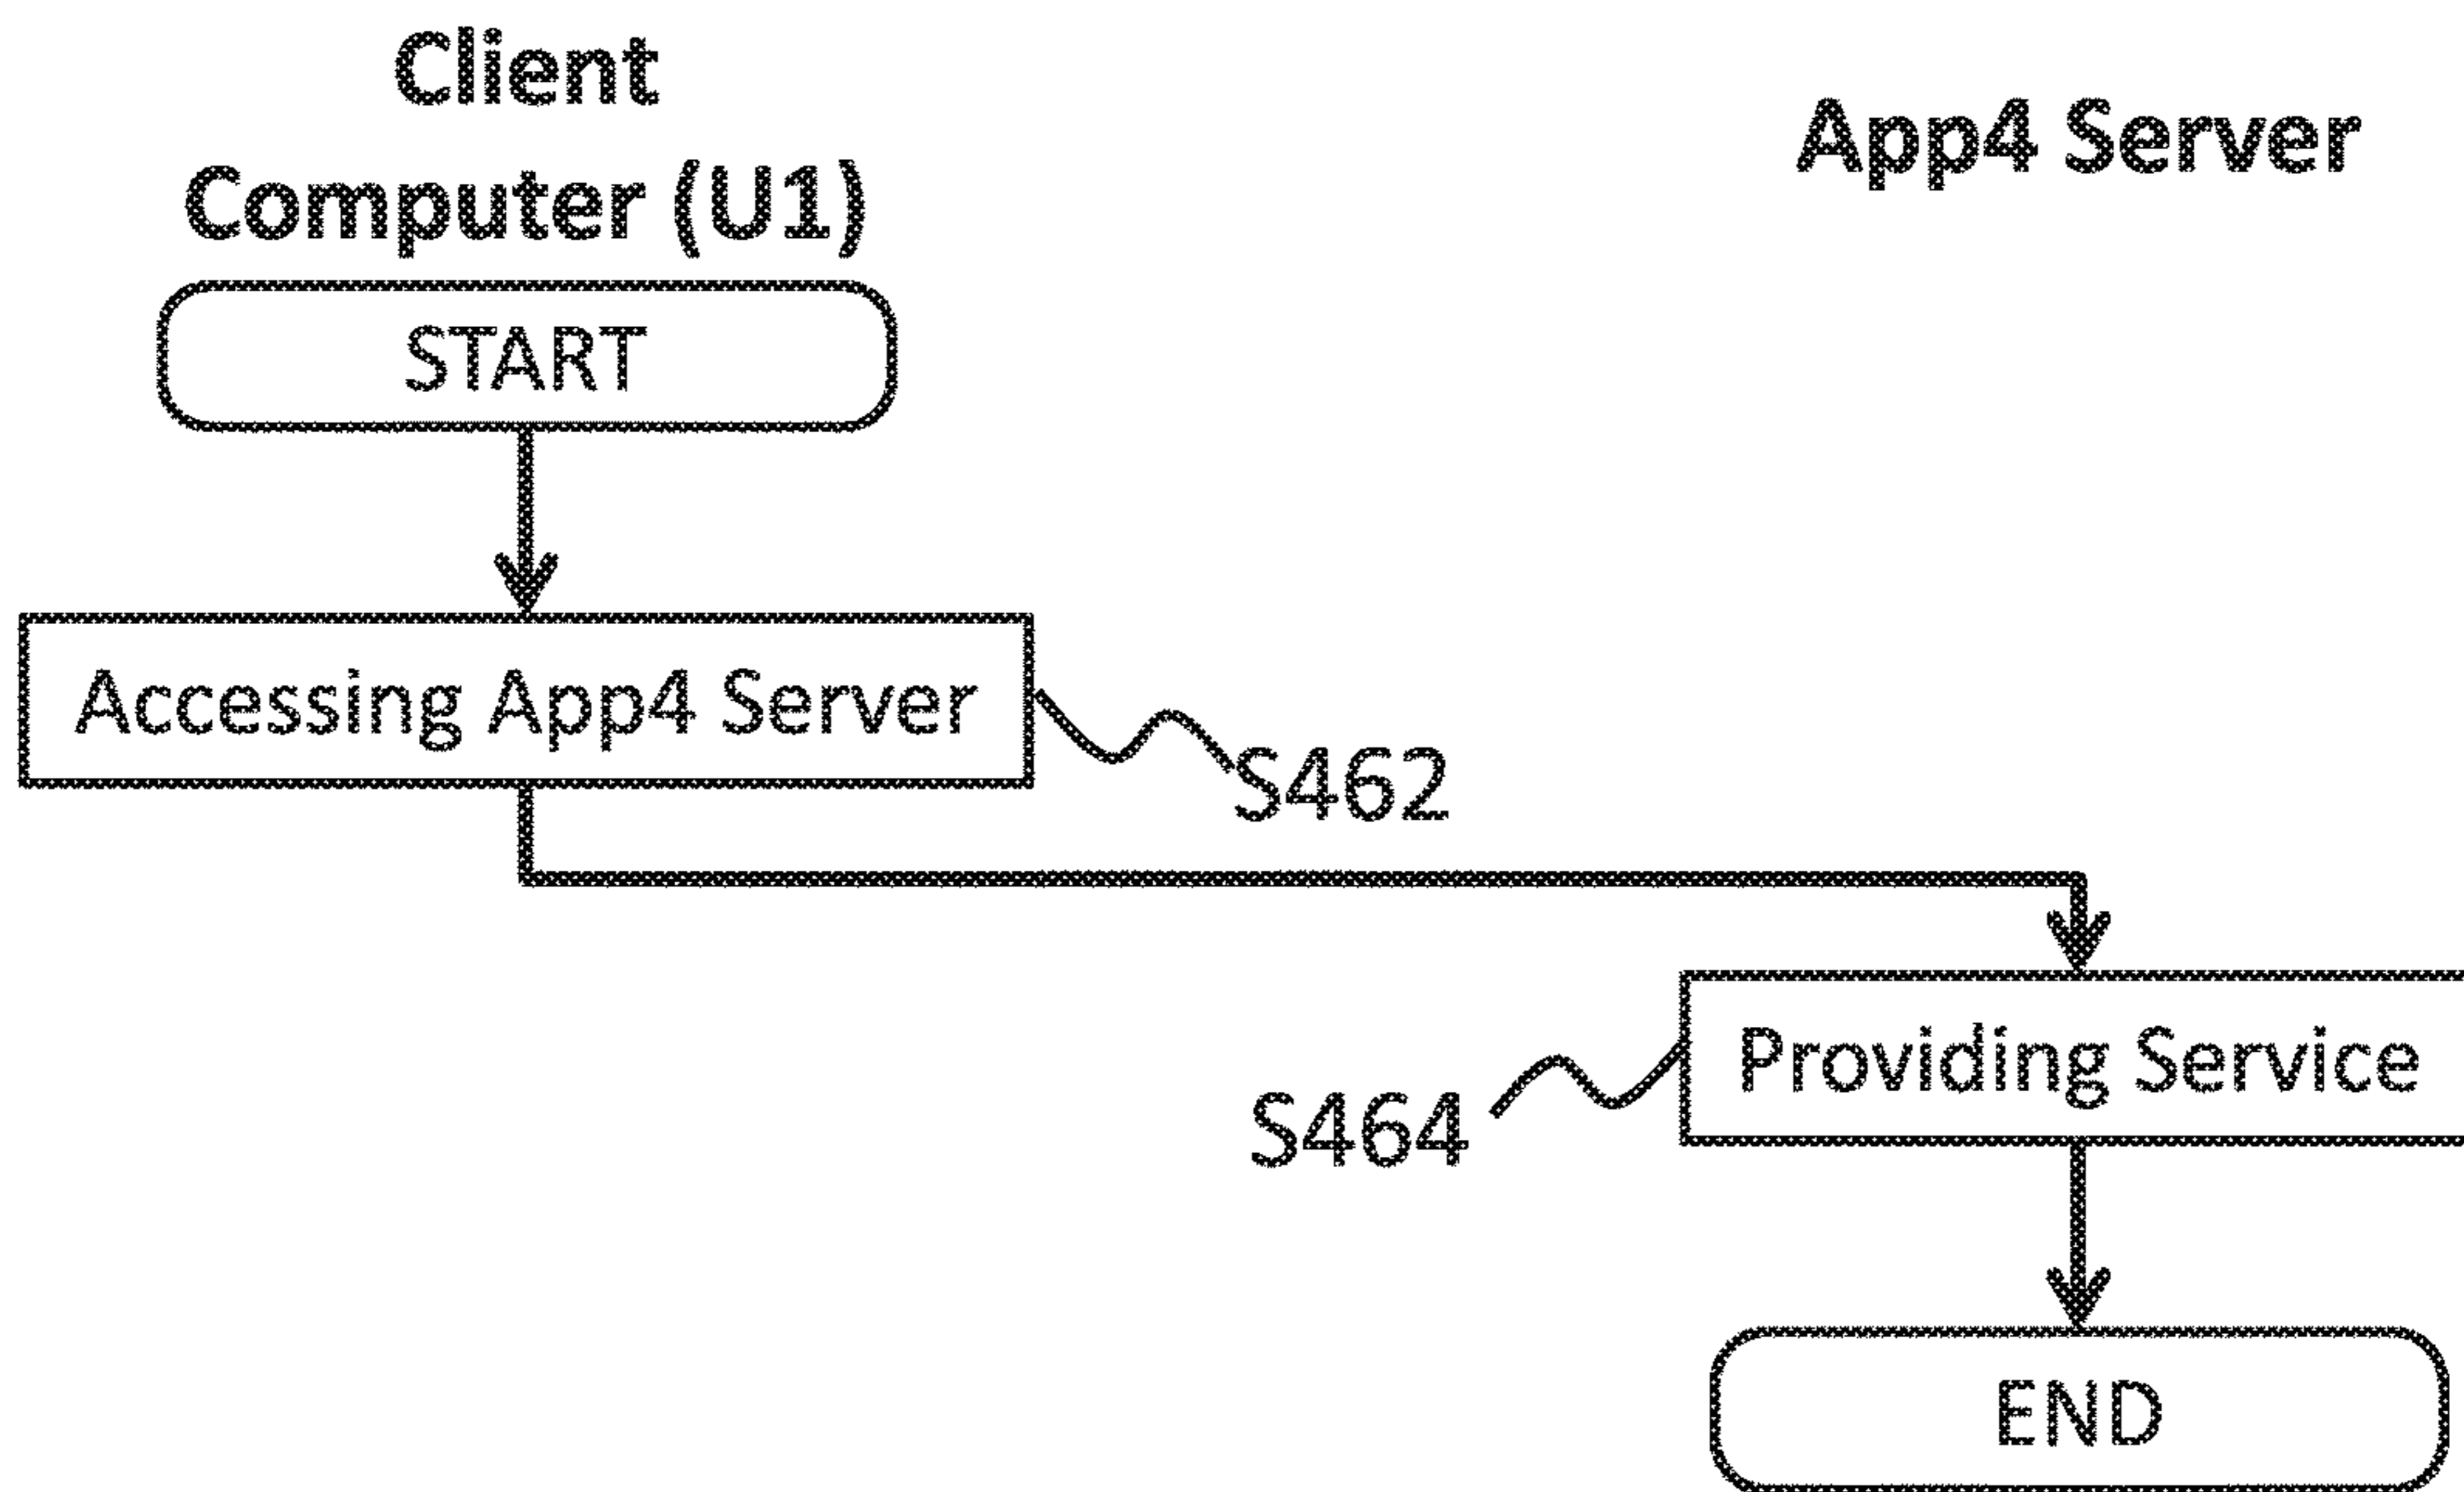 Client
Computer (U1)
App4 Server
START
Accessing App4 Server
S462
Providing Service
S464
END